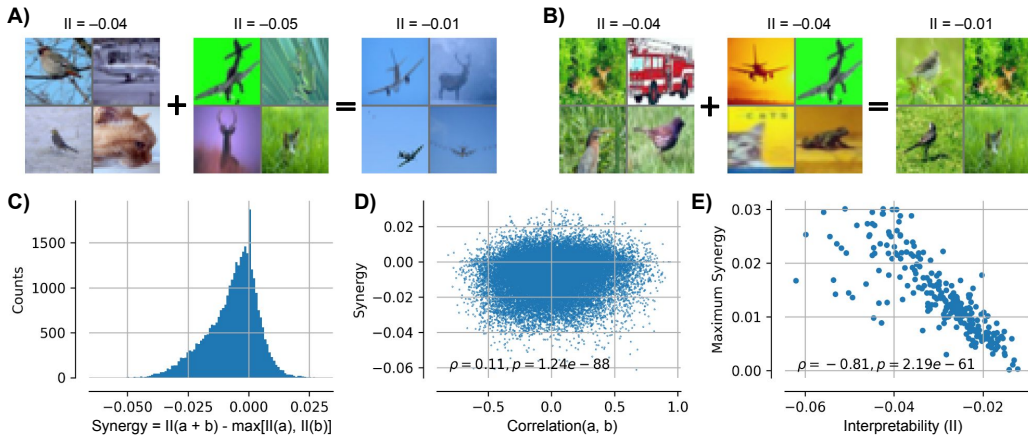 A)
II = –0.04
+
II = –0.05
=
II = –0.01
B)
II = –0.04
+
II = –0.04
CATS
=
II = –0.01
C)
Counts
1500
1000
500
0
−0.050
−0.025
0.000
0.025
Synergy = II(a + b) - max[II(a), II(b)]
D)
Synergy
0.02
0.00
−0.02
−0.04
−0.06
ρ = 0.11, p = 1.24e − 88
−0.5
0.0
0.5
1.0
Correlation(a, b)
E)
Maximum Synergy
0.03
0.02
0.01
0.00
ρ = − 0.81, p = 2.19e − 61
−0.06
−0.04
−0.02
Interpretability (II)